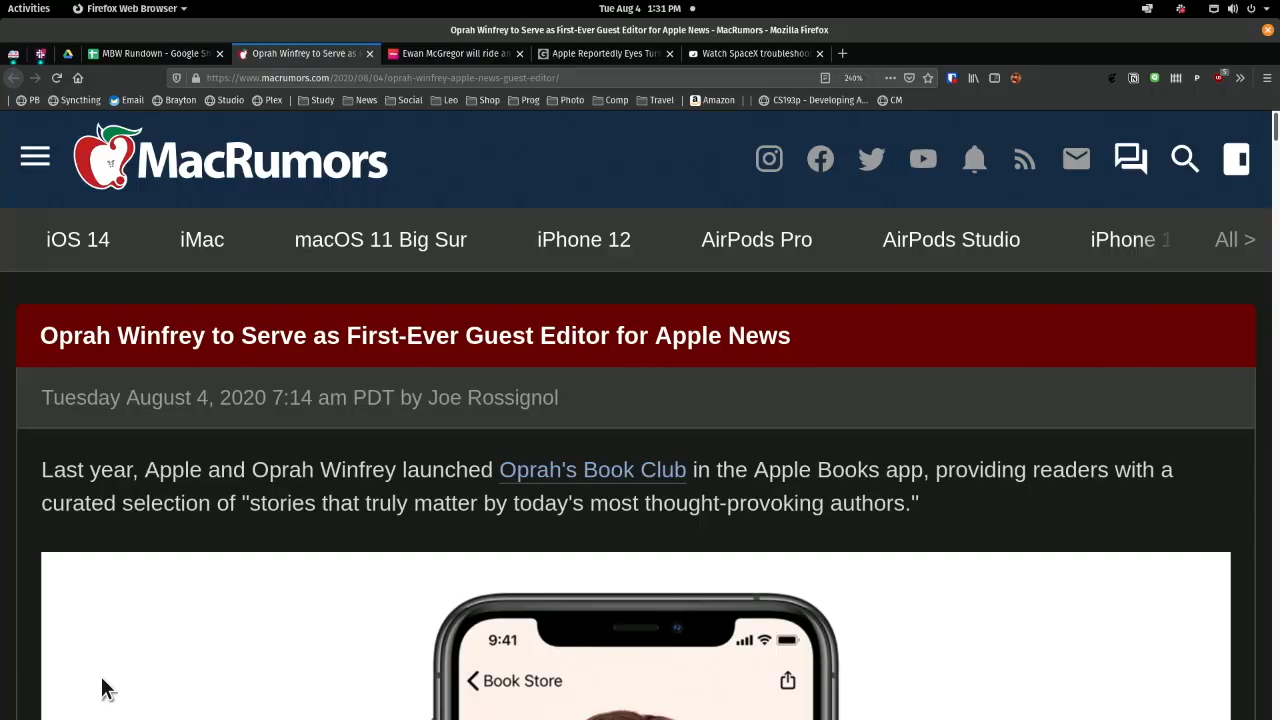 Activities
Firefox Web Browser
Tue Aug 4 1:31 PM
Oprah Winfrey to Serve as First-Ever Guest Editor for Apple News - MacRumors - Mozilla Firefox
MBW Rundown - Google Sh
Oprah Winfrey to Serve as F
Ewan McGregor will ride an
Apple Reportedly Eyes Turn
Watch SpaceX troubleshoot
https://www.macrumors.com/2020/08/04/oprah-winfrey-apple-news-guest-editor/
240%
PB
Syncthing
Email
Brayton
Studio
Plex
Study
News
Social
Leo
Shop
Prog
Photo
Comp
Travel
Amazon
CS193p - Developing A...
CM
MacRumors
iOS 14
iMac
macOS 11 Big Sur
iPhone 12
AirPods Pro
AirPods Studio
iPhone 1
All >
Oprah Winfrey to Serve as First-Ever Guest Editor for Apple News
Tuesday August 4, 2020 7:14 am PDT by Joe Rossignol
Last year, Apple and Oprah Winfrey launched Oprah's Book Club in the Apple Books app, providing readers with a
curated selection of "stories that truly matter by today's most thought-provoking authors."
9:41
Book Store